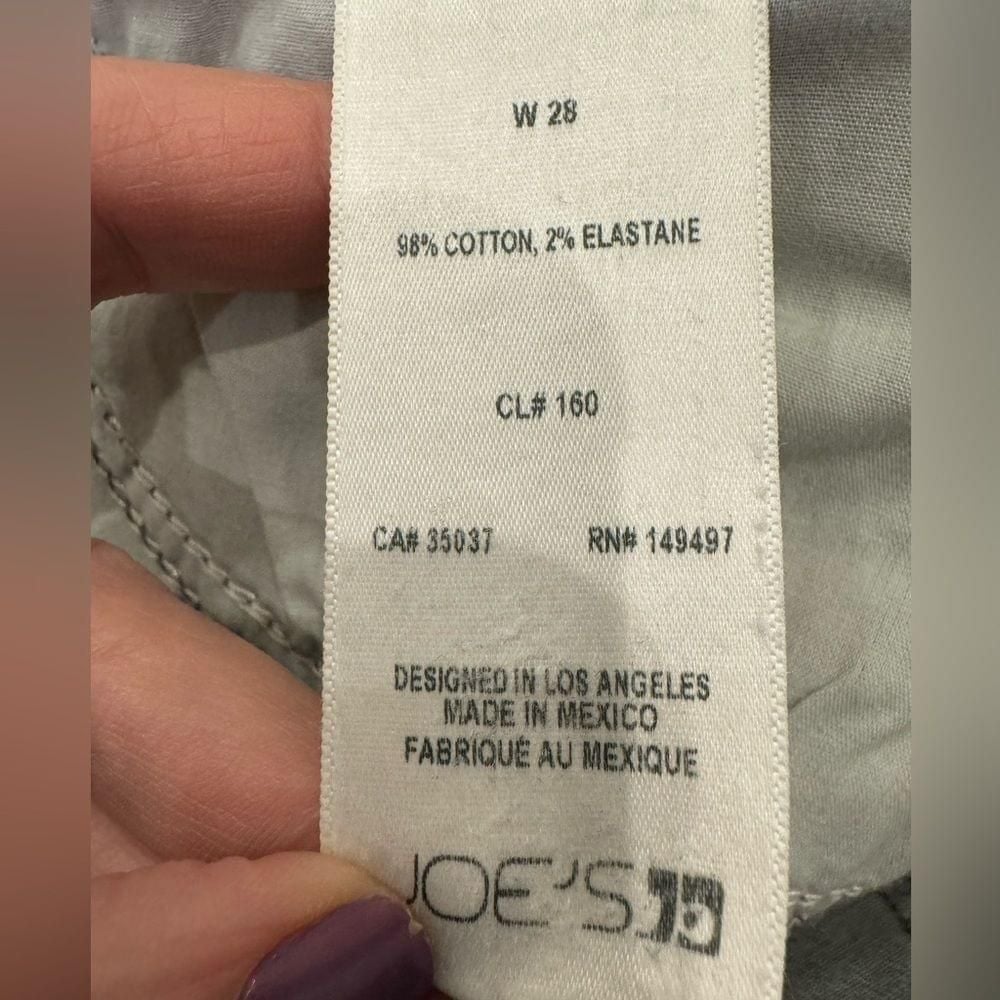 W 28
98% COTTON, 2% ELASTANE
CL# 160
CA# 35037 RN# 149497
DESIGNED IN LOS ANGELES
MADE IN MEXICO
FABRIQUÉ AU MEXIQUE
JOE'S